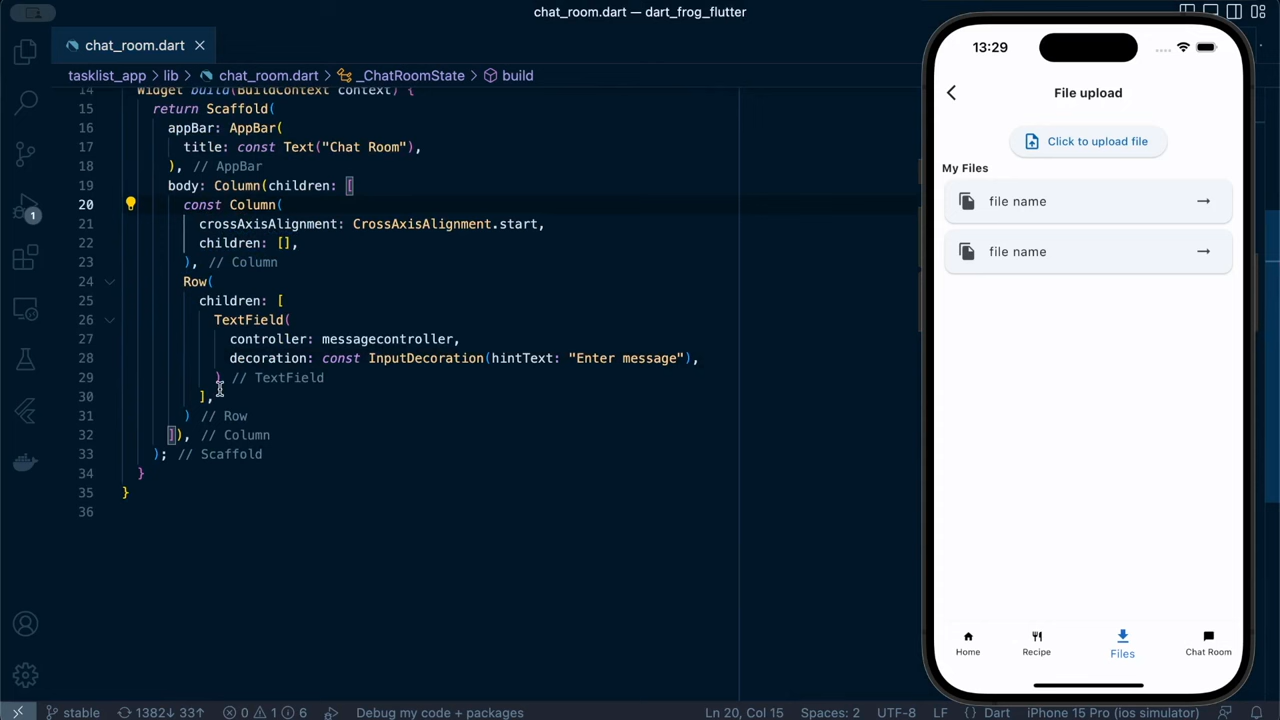 chat_room.dart — dart_frog_flutter
chat_room.dart
tasklist_app > lib > chat_room.dart > _ChatRoomState > build
14 Widget build(BuildContext context) {
15 return Scaffold(
16 appBar: AppBar(
17 title: const Text("Chat Room"),
18 ), // AppBar
19 body: Column(children: [
20 const Column(
21 crossAxisAlignment: CrossAxisAlignment.start,
22 children: [],
23 ), // Column
24 Row(
25 children: [
26 TextField(
27 controller: messagecontroller,
28 decoration: const InputDecoration(hintText: "Enter message"),
29 ) // TextField
30 ],
31 ) // Row
32 ]), // Column
33 ); // Scaffold
34 }
35 }
36
1
stable 1382↓ 33↑ 0 1 6 Debug my code + packages Ln 20, Col 15 Spaces: 2 UTF-8 LF {} Dart iPhone 15 Pro (ios simulator)
13:29
File upload
Click to upload file
My Files
file name
file name
Home Recipe Files Chat Room